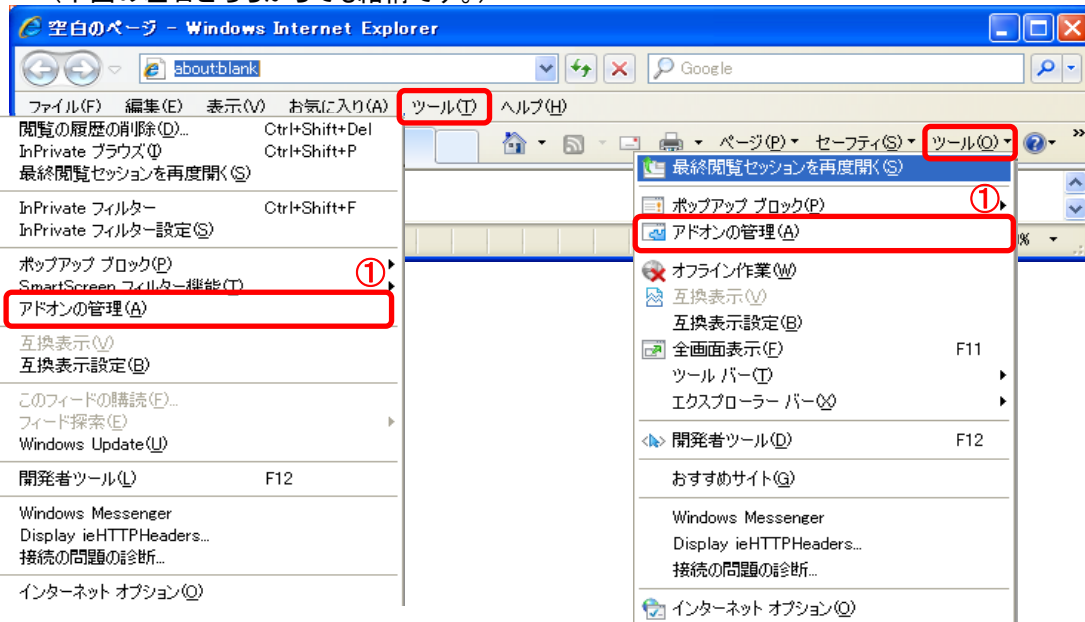 空白のページ - Windows Internet Explorer
about:blank
Google
ファイル(F) 編集(E) 表示(V) お気に入り(A) ツール(T) ヘルプ(H)
ページ(P) セーフティ(S) ツール(O) »
閲覧の履歴の削除(D)... Ctrl+Shift+Del
InPrivate ブラウズ(I) Ctrl+Shift+P
最終閲覧セッションを再度開く(S)
InPrivate フィルター Ctrl+Shift+F
InPrivate フィルター設定(S)
ポップアップ ブロック(P)
①
SmartScreen フィルター機能(T)
アドオンの管理(A)
互換表示(V)
互換表示設定(B)
このフィードの購読(F)...
フィード探索(E)
Windows Update(U)
開発者ツール(L) F12
Windows Messenger
Display ieHTTPHeaders...
接続の問題の診断...
インターネット オプション(O)
最終閲覧セッションを再度開く(S)
ポップアップ ブロック(P)
①
アドオンの管理(A)
%
オフライン作業(W)
互換表示(V)
互換表示設定(B)
全画面表示(F) F11
ツール バー(T)
エクスプローラー バー(X)
開発者ツール(D) F12
おすすめサイト(G)
Windows Messenger
Display ieHTTPHeaders...
接続の問題の診断...
インターネット オプション(O)